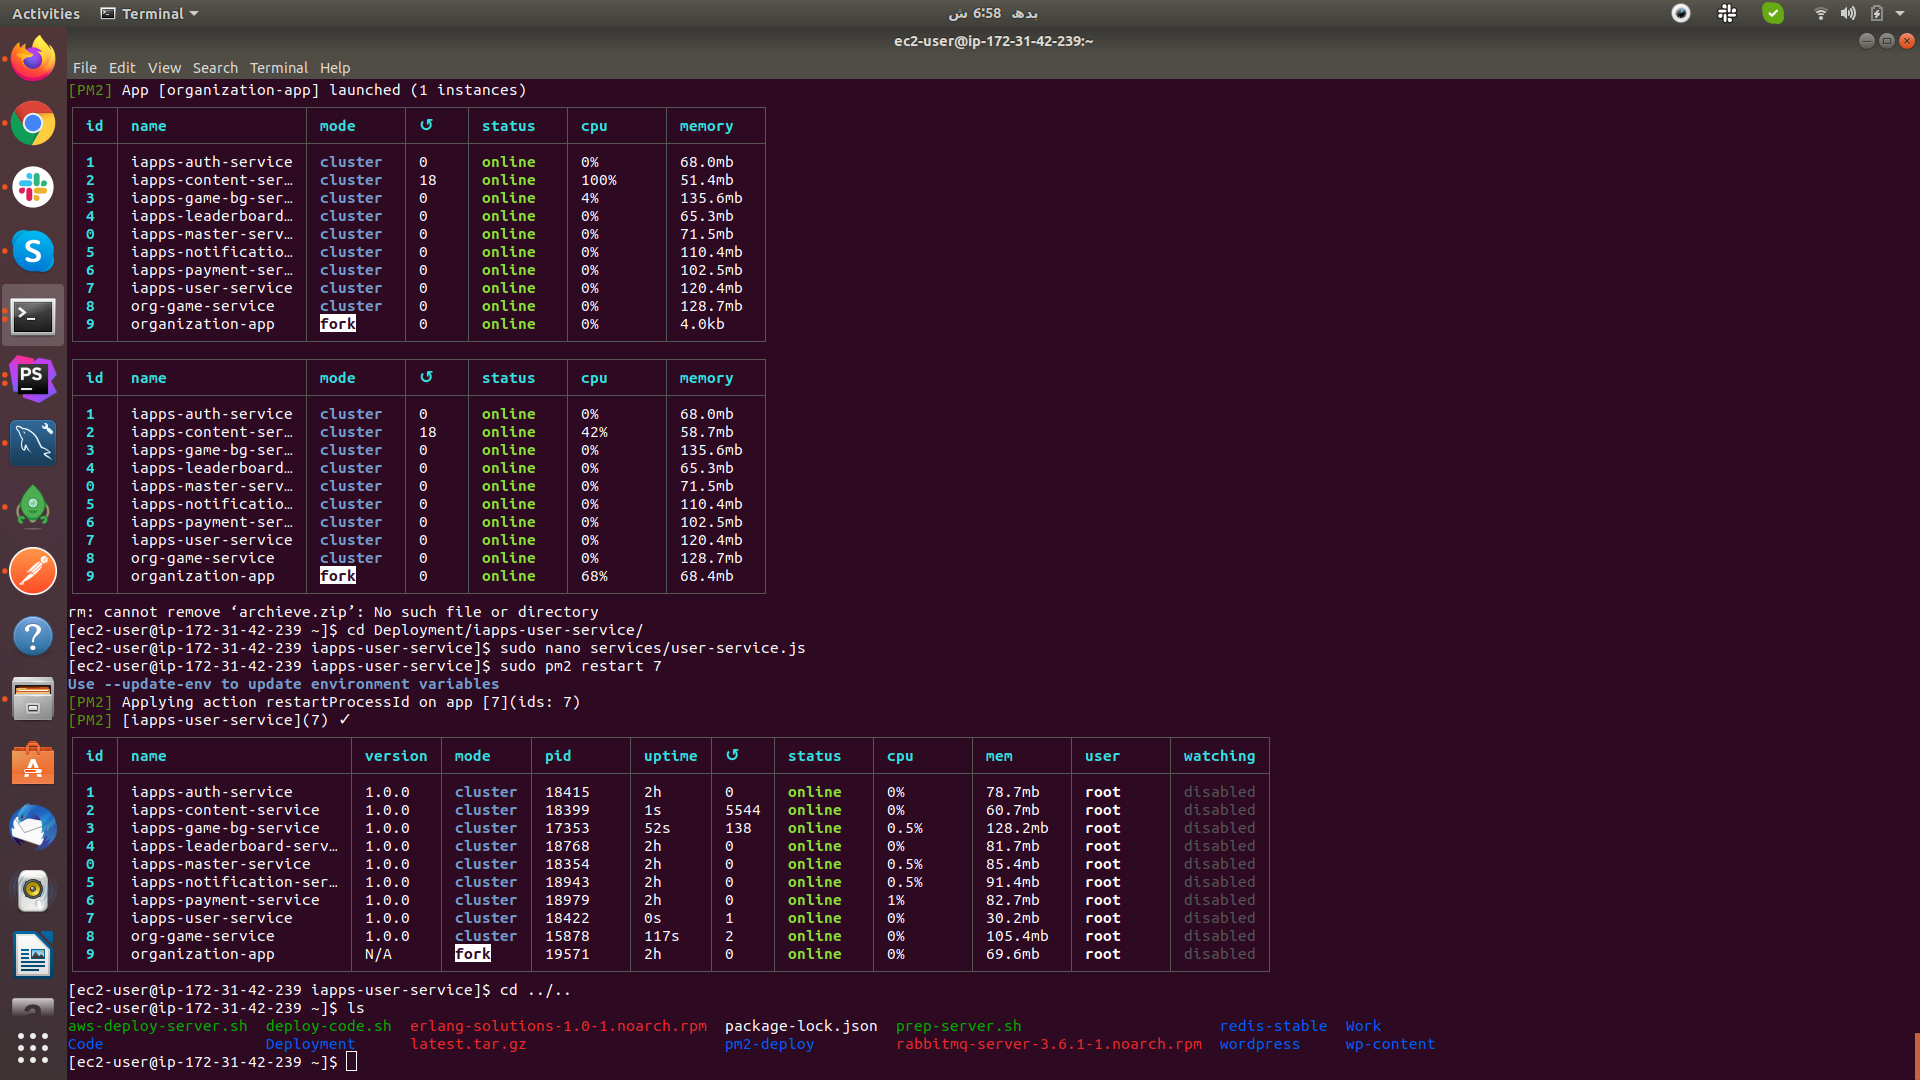 Activities Terminal بدھ 6:58 ش
ec2-user@ip-172-31-42-239:~
File Edit View Search Terminal Help
[PM2] App [organization-app] launched (1 instances)
id name mode ↺ status cpu memory
1 iapps-auth-service cluster 0 online 0% 68.0mb
2 iapps-content-ser… cluster 18 online 100% 51.4mb
3 iapps-game-bg-ser… cluster 0 online 4% 135.6mb
4 iapps-leaderboard… cluster 0 online 0% 65.3mb
0 iapps-master-serv… cluster 0 online 0% 71.5mb
5 iapps-notificatio… cluster 0 online 0% 110.4mb
6 iapps-payment-ser… cluster 0 online 0% 102.5mb
7 iapps-user-service cluster 0 online 0% 120.4mb
8 org-game-service cluster 0 online 0% 128.7mb
9 organization-app fork 0 online 0% 4.0kb
id name mode ↺ status cpu memory
1 iapps-auth-service cluster 0 online 0% 68.0mb
2 iapps-content-ser… cluster 18 online 42% 58.7mb
3 iapps-game-bg-ser… cluster 0 online 0% 135.6mb
4 iapps-leaderboard… cluster 0 online 0% 65.3mb
0 iapps-master-serv… cluster 0 online 0% 71.5mb
5 iapps-notificatio… cluster 0 online 0% 110.4mb
6 iapps-payment-ser… cluster 0 online 0% 102.5mb
7 iapps-user-service cluster 0 online 0% 120.4mb
8 org-game-service cluster 0 online 0% 128.7mb
9 organization-app fork 0 online 68% 68.4mb
rm: cannot remove ‘archieve.zip’: No such file or directory
[ec2-user@ip-172-31-42-239 ~]$ cd Deployment/iapps-user-service/
[ec2-user@ip-172-31-42-239 iapps-user-service]$ sudo nano services/user-service.js
[ec2-user@ip-172-31-42-239 iapps-user-service]$ sudo pm2 restart 7
Use --update-env to update environment variables
[PM2] Applying action restartProcessId on app [7](ids: 7)
[PM2] [iapps-user-service](7) ✓
id name version mode pid uptime ↺ status cpu mem user watching
1 iapps-auth-service 1.0.0 cluster 18415 2h 0 online 0% 78.7mb root disabled
2 iapps-content-service 1.0.0 cluster 18399 1s 5544 online 0% 60.7mb root disabled
3 iapps-game-bg-service 1.0.0 cluster 17353 52s 138 online 0.5% 128.2mb root disabled
4 iapps-leaderboard-serv… 1.0.0 cluster 18768 2h 0 online 0% 81.7mb root disabled
0 iapps-master-service 1.0.0 cluster 18354 2h 0 online 0.5% 85.4mb root disabled
5 iapps-notification-ser… 1.0.0 cluster 18943 2h 0 online 0.5% 91.4mb root disabled
6 iapps-payment-service 1.0.0 cluster 18979 2h 0 online 1% 82.7mb root disabled
7 iapps-user-service 1.0.0 cluster 18422 0s 1 online 0% 30.2mb root disabled
8 org-game-service 1.0.0 cluster 15878 117s 2 online 0% 105.4mb root disabled
9 organization-app N/A fork 19571 2h 0 online 0% 69.6mb root disabled
[ec2-user@ip-172-31-42-239 iapps-user-service]$ cd ../..
[ec2-user@ip-172-31-42-239 ~]$ ls
aws-deploy-server.sh deploy-code.sh erlang-solutions-1.0-1.noarch.rpm package-lock.json prep-server.sh redis-stable Work
Code Deployment latest.tar.gz pm2-deploy rabbitmq-server-3.6.1-1.noarch.rpm wordpress wp-content
[ec2-user@ip-172-31-42-239 ~]$